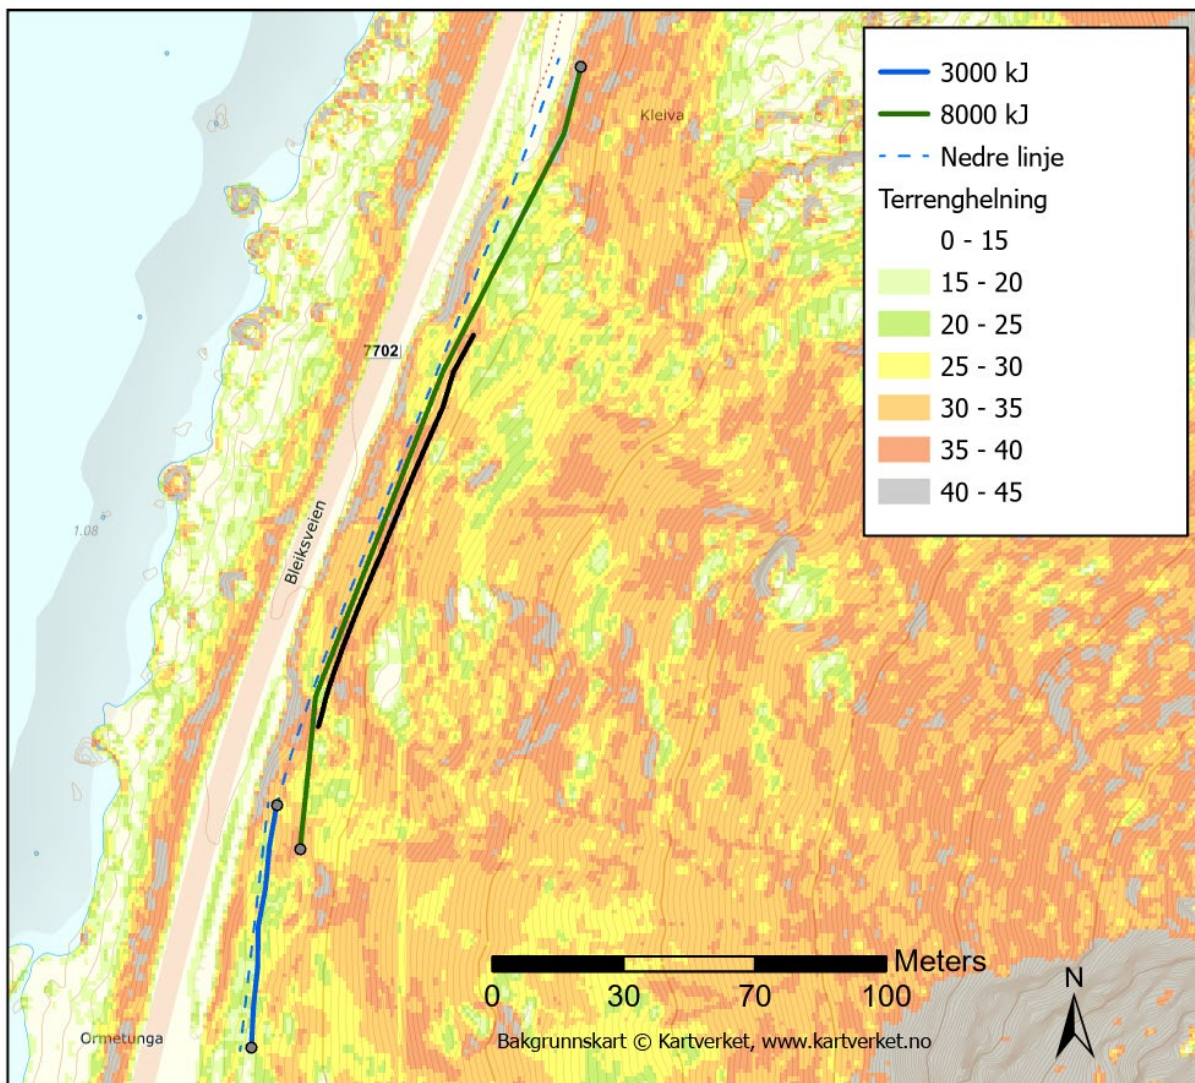 3000 kJ
8000 kJ
Nedre linje
Terrenghelning
0 - 15
15 - 20
20 - 25
25 - 30
30 - 35
35 - 40
40 - 45
Kleiva
7702
Bleiksveien
1.08
Ormetunga
Meters
0 30 70 100
N
Bakgrunnskart © Kartverket, www.kartverket.no